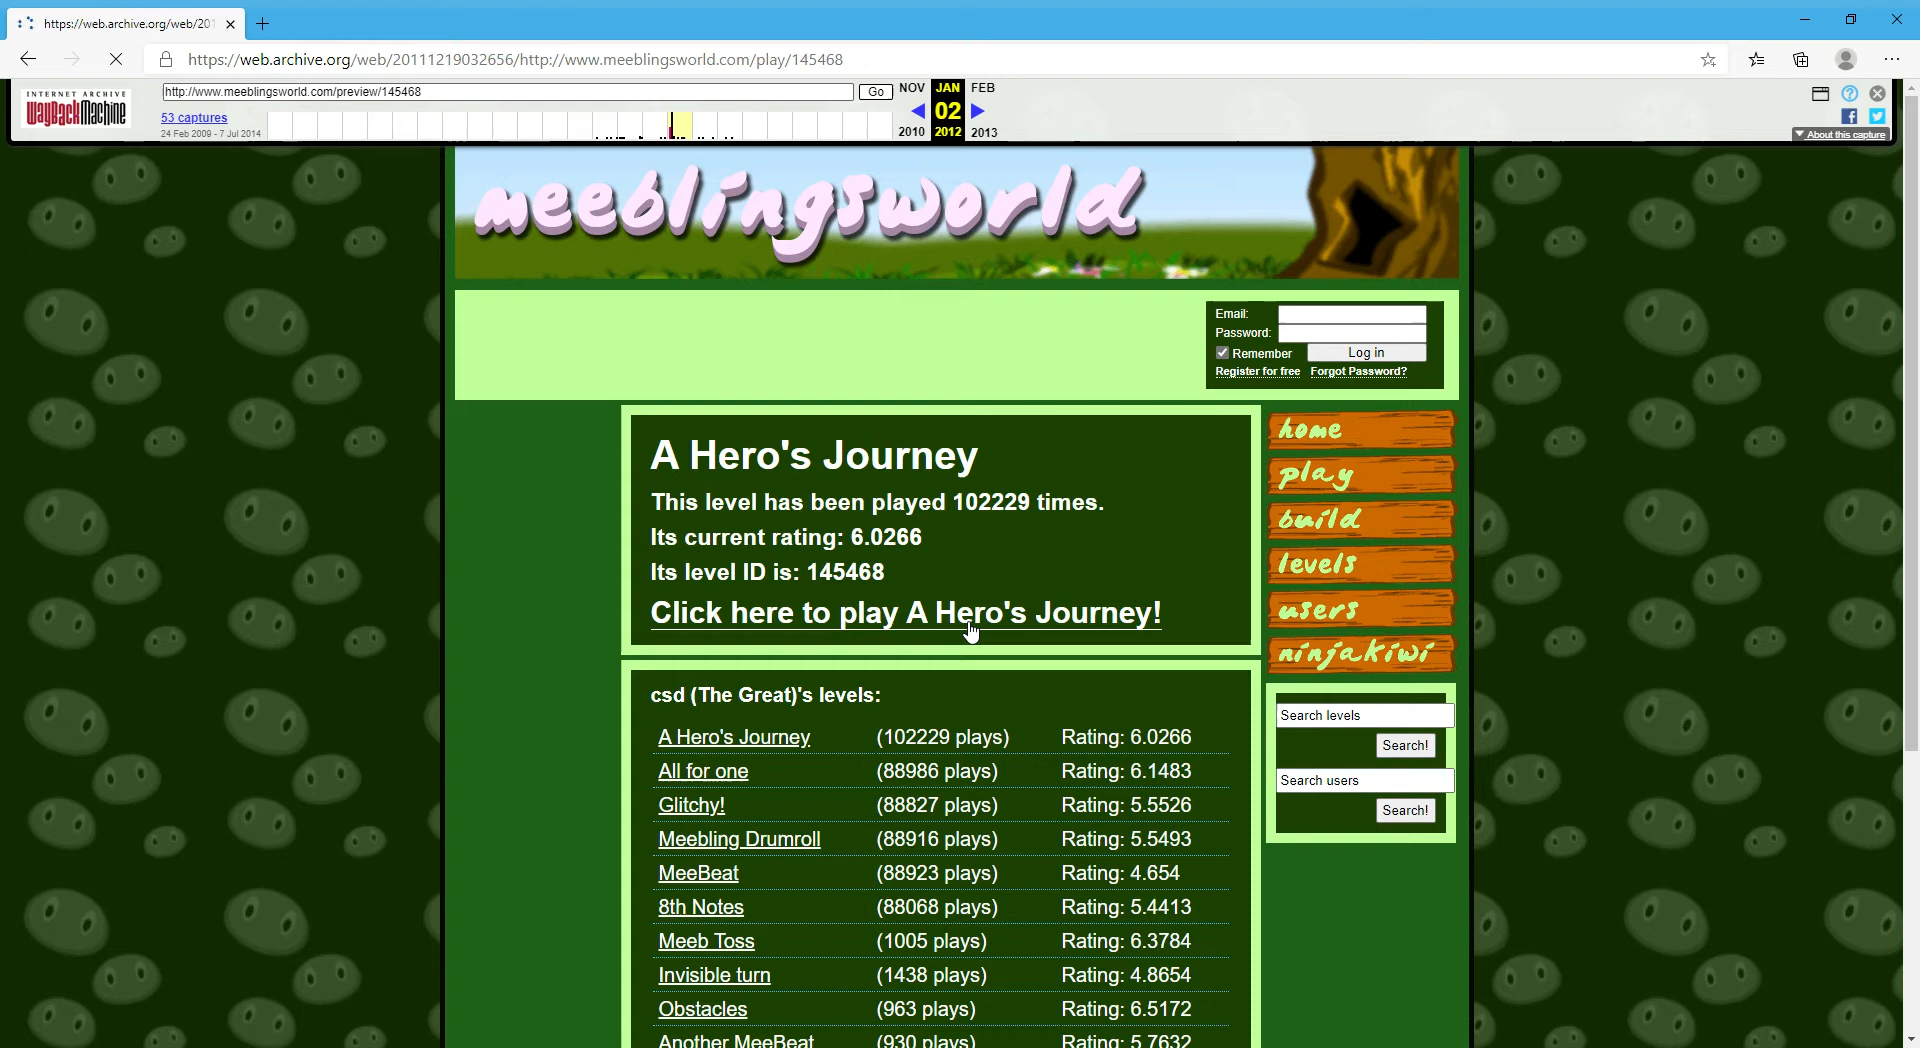 https://web.archive.org/web/201
https://web.archive.org/web/20111219032656/http://www.meeblingsworld.com/play/145468
INTERNET ARCHIVE
WayBackMachine
http://www.meeblingsworld.com/preview/145468
Go
NOV JAN FEB
53 captures
02
24 Feb 2009 - 7 Jul 2014
2010 2012 2013
About this capture
meeblingsworld
Email:
Password:
Remember
Log in
Register for free Forgot Password?
A Hero's Journey
This level has been played 102229 times.
Its current rating: 6.0266
Its level ID is: 145468
Click here to play A Hero's Journey!
home
play
build
levels
users
ninjakiwi
Search levels
Search!
Search users
Search!
csd (The Great)'s levels:
A Hero's Journey (102229 plays) Rating: 6.0266
All for one (88986 plays) Rating: 6.1483
Glitchy! (88827 plays) Rating: 5.5526
Meebling Drumroll (88916 plays) Rating: 5.5493
MeeBeat (88923 plays) Rating: 4.654
8th Notes (88068 plays) Rating: 5.4413
Meeb Toss (1005 plays) Rating: 6.3784
Invisible turn (1438 plays) Rating: 4.8654
Obstacles (963 plays) Rating: 6.5172
Another MeeBeat (930 plays) Rating: 5.7632